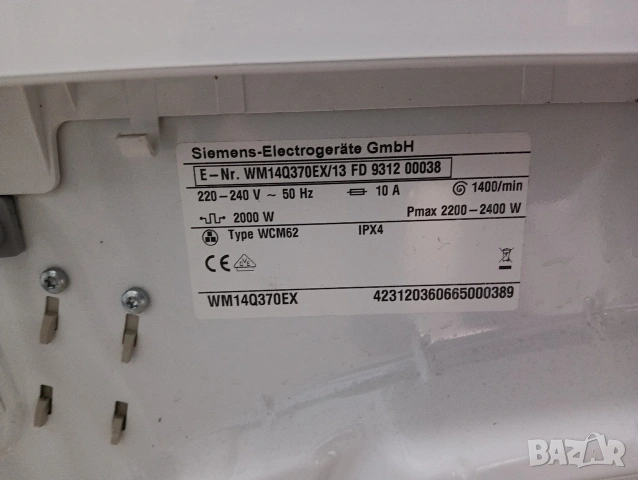 Siemens-Electrogeräte GmbH
E-Nr. WM14Q370EX/13 FD 9312 00038
220-240 V ~ 50 Hz 10 A 1400/min
2000 W Pmax 2200-2400 W
Type WCM62 IPX4
CE
WM14Q370EX 423120360665000389
BAZAR.bg